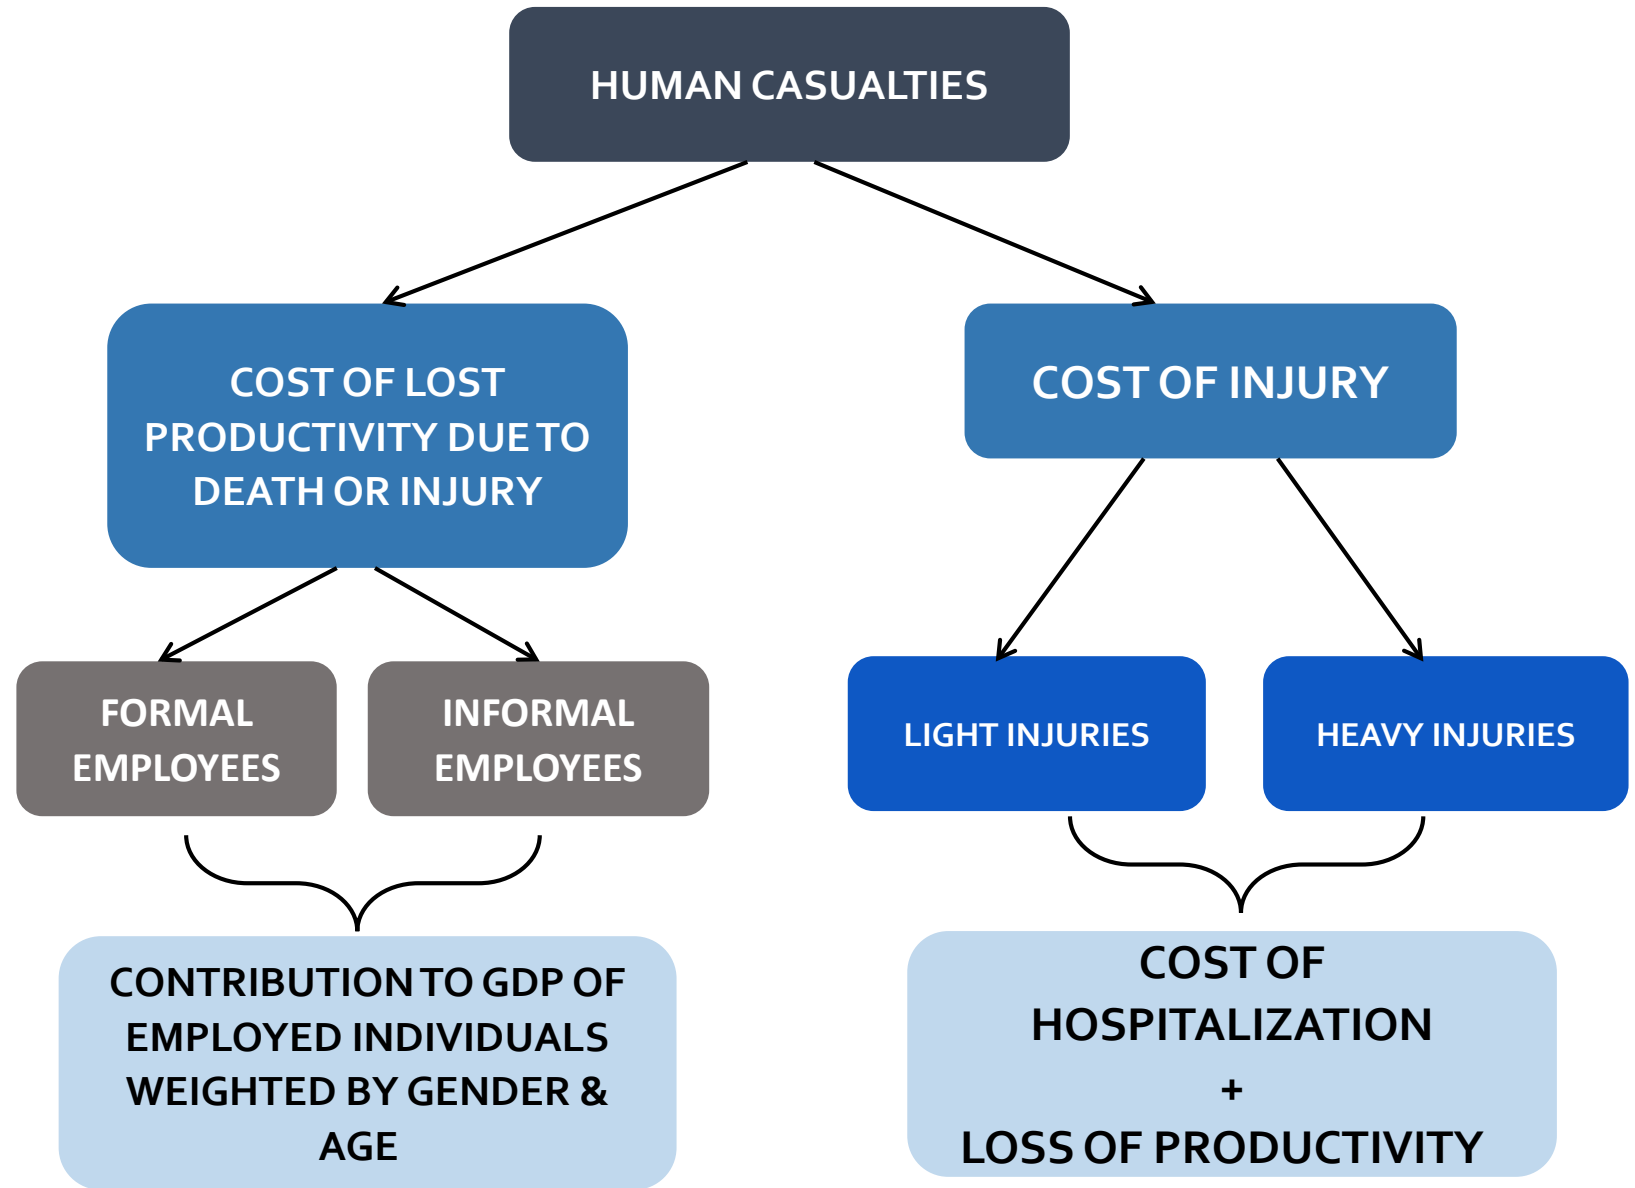 HUMAN CASUALTIES
COST OF LOST
PRODUCTIVITY DUE TO
DEATH OR INJURY
COST OF INJURY
FORMAL
EMPLOYEES
INFORMAL
EMPLOYEES
LIGHT INJURIES
HEAVY INJURIES
CONTRIBUTION TO GDP OF
EMPLOYED INDIVIDUALS
WEIGHTED BY GENDER &
AGE
COST OF
HOSPITALIZATION
+
LOSS OF PRODUCTIVITY